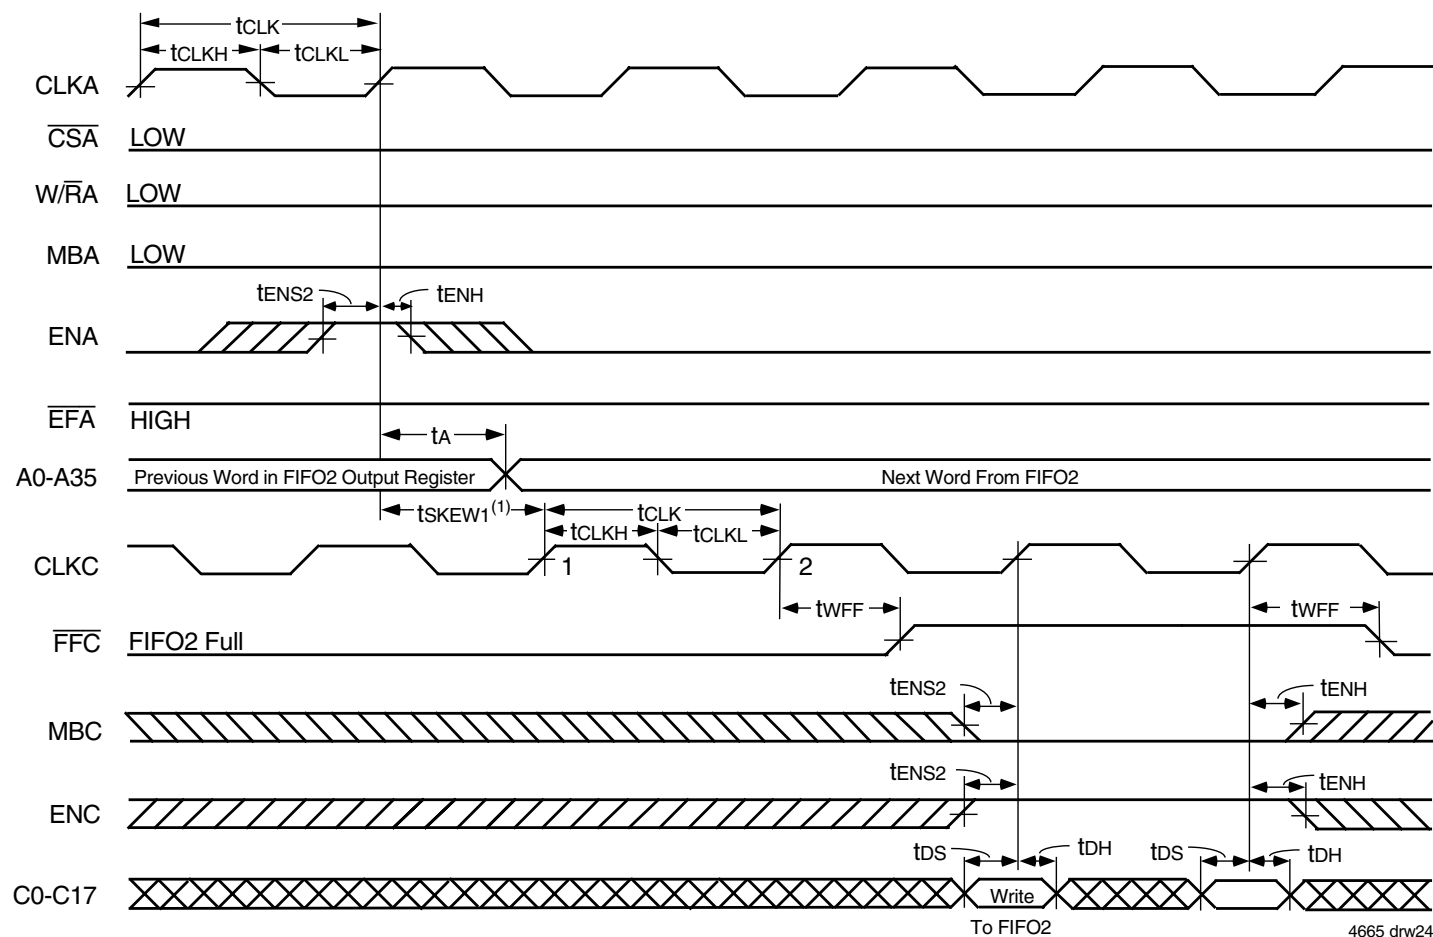 tCLK
tCLKH
tCLKL
CLKA
CSA LOW
W/RA LOW
MBA LOW
tENS2
tENH
ENA
EFA HIGH
tA
A0-A35 Previous Word in FIFO2 Output Register Next Word From FIFO2
tSKEW1(1)
tCLK
tCLKH
tCLKL
CLKC 1 2
tWFF
tWFF
FFC FIFO2 Full
tENS2
tENH
MBC
tENS2
tENH
ENC
tDS
tDH
tDS
tDH
C0-C17 Write
To FIFO2
4665 drw24